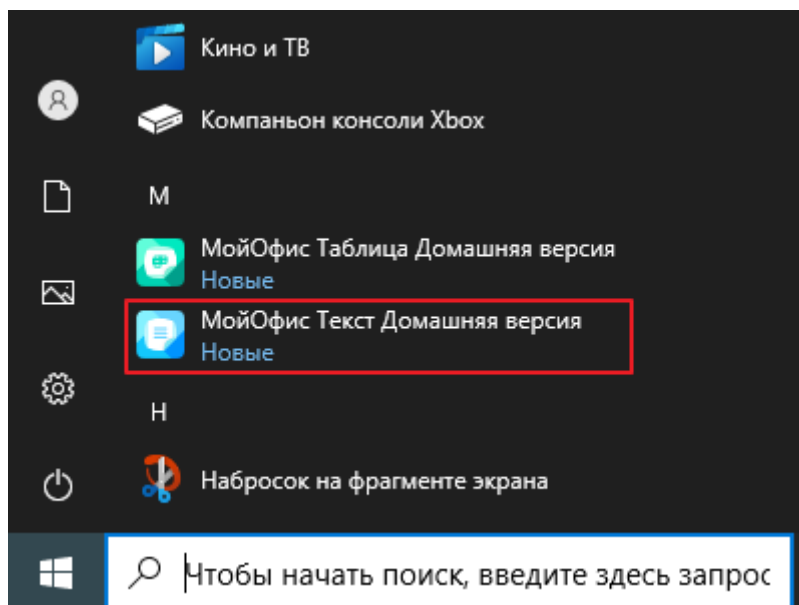 Кино и ТВ
Компаньон консоли Xbox
М
МойОфис Таблица Домашняя версия
Новые
МойОфис Текст Домашняя версия
Новые
Н
Набросок на фрагменте экрана
Чтобы начать поиск, введите здесь запрос